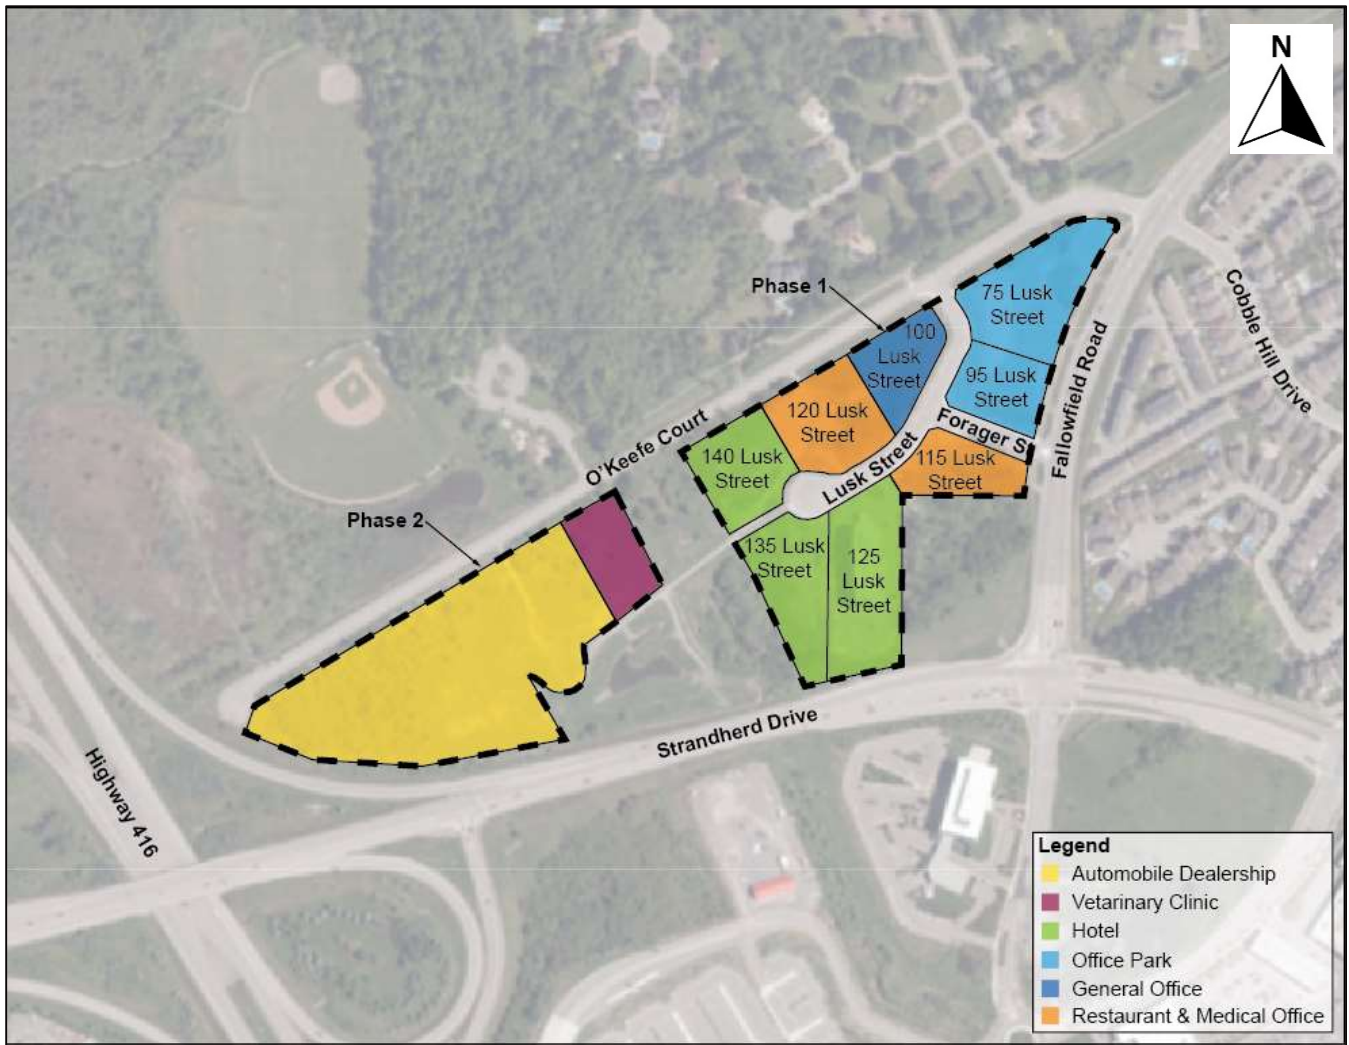 N
Phase 1
75 Lusk
Street
Cobble Hill Drive
100
Lusk
Street
95 Lusk
Street
Fallowfield Road
120 Lusk
Street
Forager S
O'Keefe Court
140 Lusk
Street
Lusk Street
115 Lusk
Street
Phase 2
135 Lusk
Street
125
Lusk
Street
Strandherd Drive
Highway 416
Legend
Automobile Dealership
Vetarinary Clinic
Hotel
Office Park
General Office
Restaurant & Medical Office